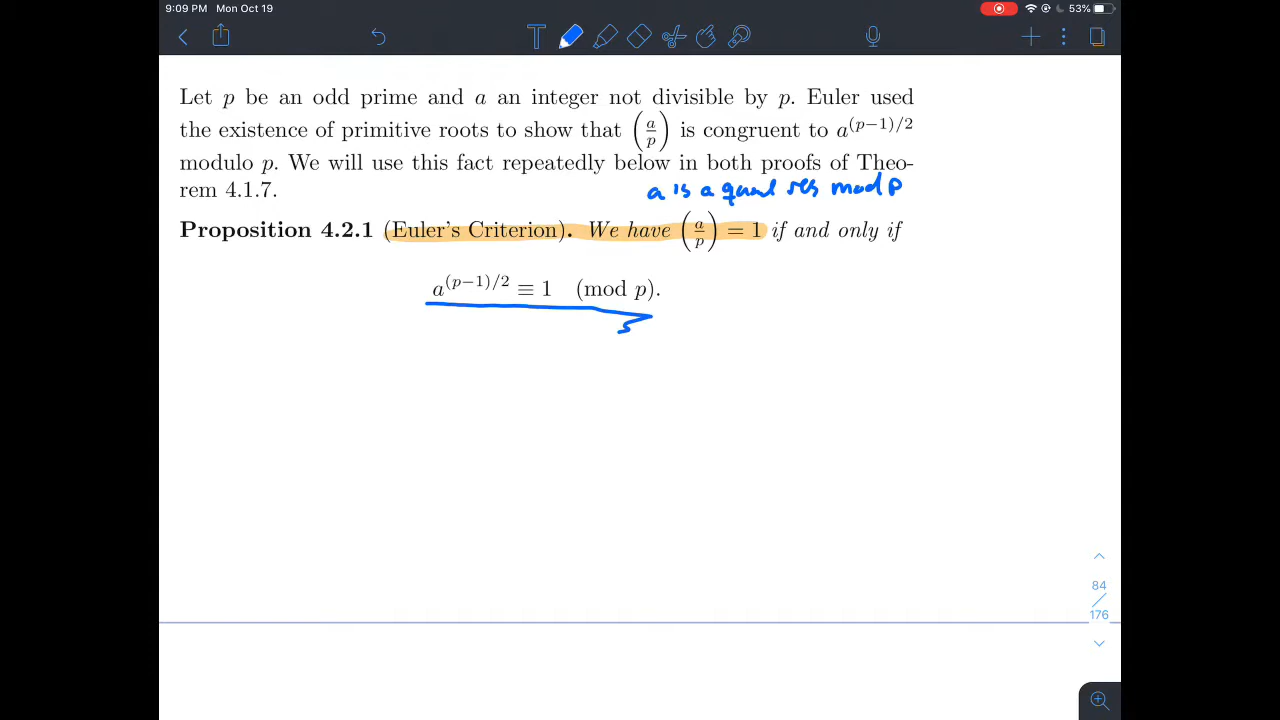 9:09 PM Mon Oct 19
53%
Let p be an odd prime and a an integer not divisible by p. Euler used
the existence of primitive roots to show that (a/p) is congruent to a^(p−1)/2
modulo p. We will use this fact repeatedly below in both proofs of Theo-
rem 4.1.7.
a is a quad res mod p
Proposition 4.2.1 (Euler's Criterion). We have (a/p) = 1 if and only if
a^(p−1)/2 ≡ 1 (mod p).
84
176